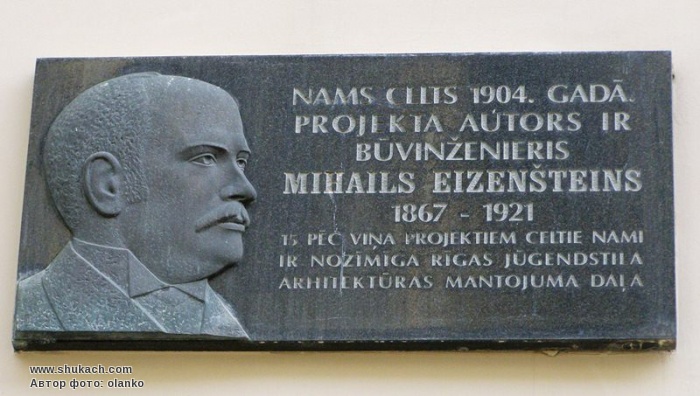 NAMS CELTS 1904. GADĀ.
PROJEKTA AUTORS IR
BŪVINŽENIERIS
MIHAILS EIZENŠTEINS
1867 - 1921
15 PĒC VIŅA PROJEKTIEM CELTIE NAMI
IR NOZĪMĪGA RĪGAS JŪGENDSTILA
ARHITEKTŪRAS MANTOJUMA DAĻA
www.shukach.com
Автор фото: olanko